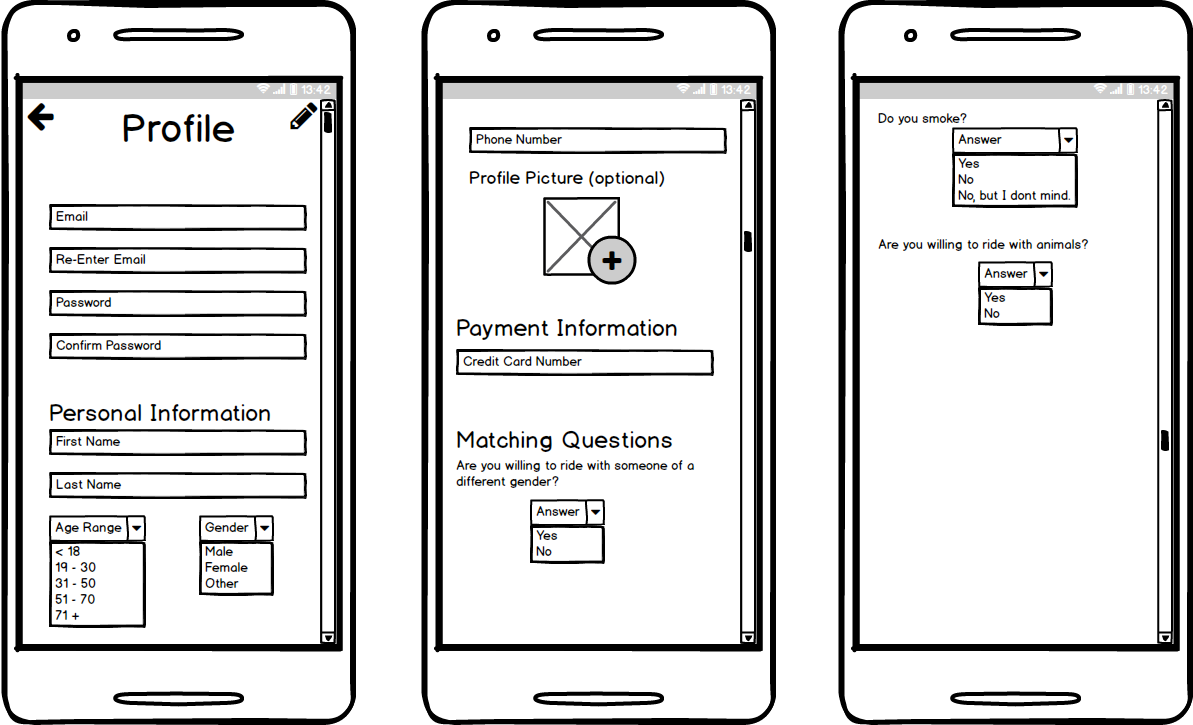 13:42
Profile
Email
Re-Enter Email
Password
Confirm Password
Personal Information
First Name
Last Name
Age Range
< 18
19 - 30
31 - 50
51 - 70
71 +
Gender
Male
Female
Other
13:42
Phone Number
Profile Picture (optional)
Payment Information
Credit Card Number
Matching Questions
Are you willing to ride with someone of a
different gender?
Answer
Yes
No
13:42
Do you smoke?
Answer
Yes
No
No, but I dont mind.
Are you willing to ride with animals?
Answer
Yes
No